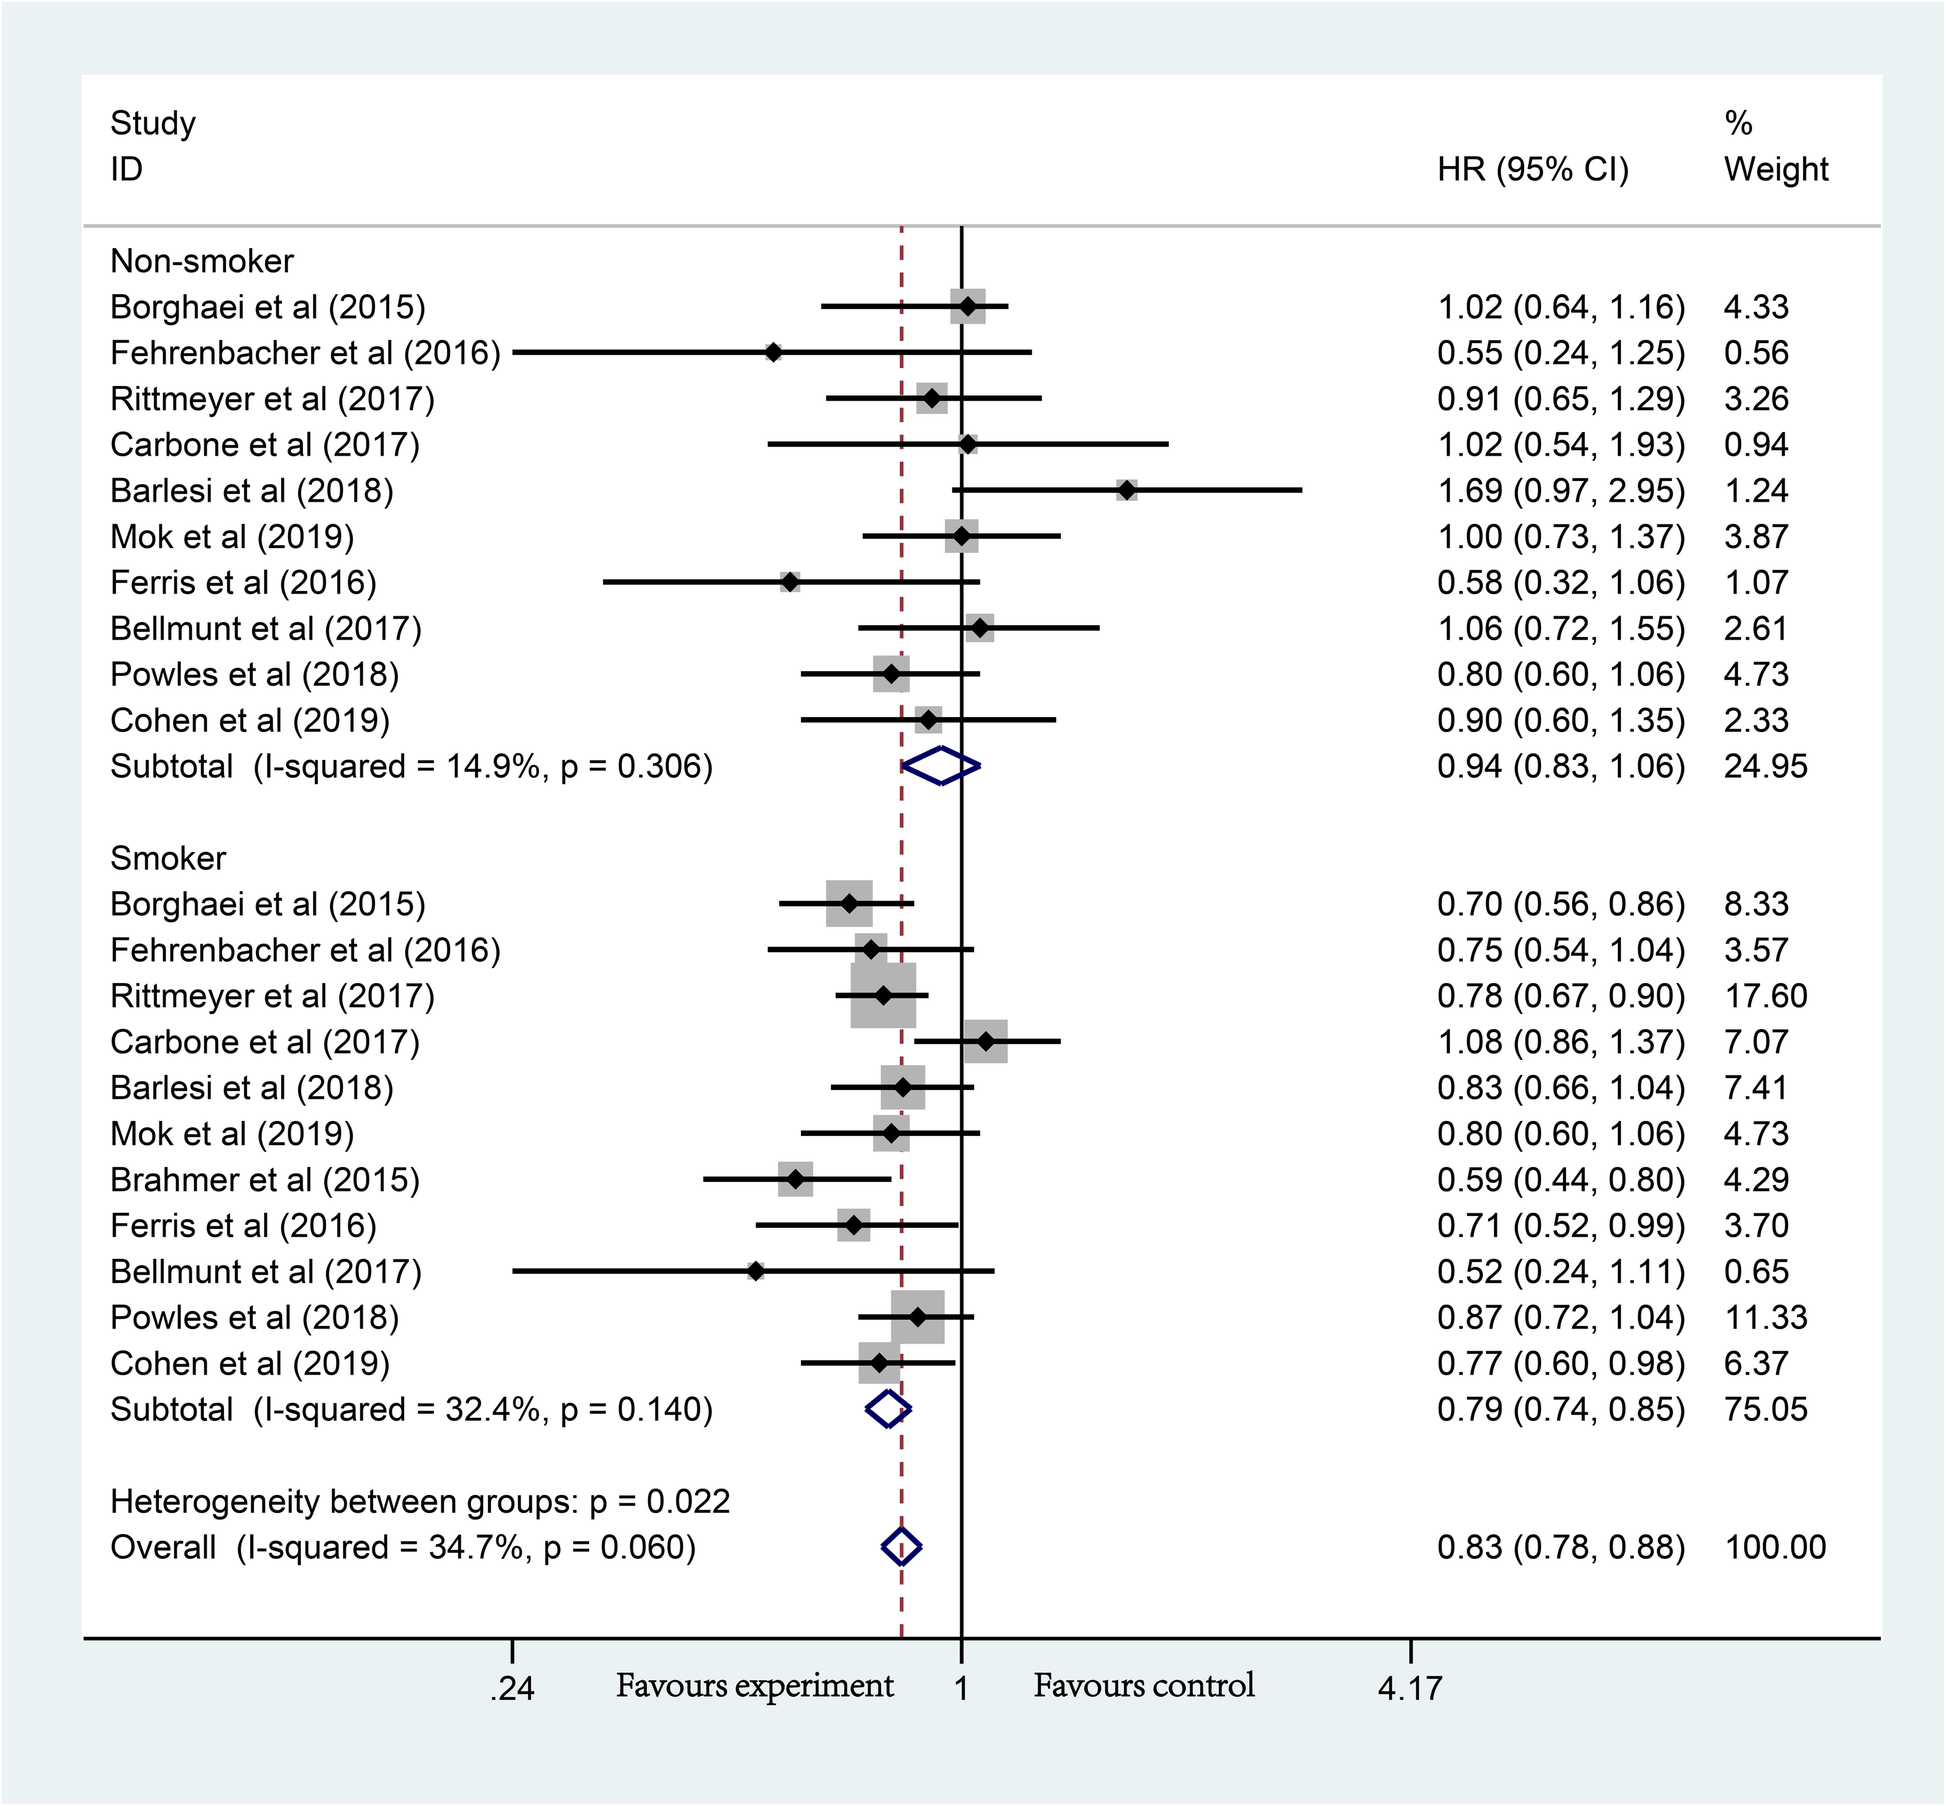 Study %
ID HR (95% CI) Weight
Non-smoker
Borghaei et al (2015) 1.02 (0.64, 1.16) 4.33
Fehrenbacher et al (2016) 0.55 (0.24, 1.25) 0.56
Rittmeyer et al (2017) 0.91 (0.65, 1.29) 3.26
Carbone et al (2017) 1.02 (0.54, 1.93) 0.94
Barlesi et al (2018) 1.69 (0.97, 2.95) 1.24
Mok et al (2019) 1.00 (0.73, 1.37) 3.87
Ferris et al (2016) 0.58 (0.32, 1.06) 1.07
Bellmunt et al (2017) 1.06 (0.72, 1.55) 2.61
Powles et al (2018) 0.80 (0.60, 1.06) 4.73
Cohen et al (2019) 0.90 (0.60, 1.35) 2.33
Subtotal (I-squared = 14.9%, p = 0.306) 0.94 (0.83, 1.06) 24.95
Smoker
Borghaei et al (2015) 0.70 (0.56, 0.86) 8.33
Fehrenbacher et al (2016) 0.75 (0.54, 1.04) 3.57
Rittmeyer et al (2017) 0.78 (0.67, 0.90) 17.60
Carbone et al (2017) 1.08 (0.86, 1.37) 7.07
Barlesi et al (2018) 0.83 (0.66, 1.04) 7.41
Mok et al (2019) 0.80 (0.60, 1.06) 4.73
Brahmer et al (2015) 0.59 (0.44, 0.80) 4.29
Ferris et al (2016) 0.71 (0.52, 0.99) 3.70
Bellmunt et al (2017) 0.52 (0.24, 1.11) 0.65
Powles et al (2018) 0.87 (0.72, 1.04) 11.33
Cohen et al (2019) 0.77 (0.60, 0.98) 6.37
Subtotal (I-squared = 32.4%, p = 0.140) 0.79 (0.74, 0.85) 75.05
Heterogeneity between groups: p = 0.022
Overall (I-squared = 34.7%, p = 0.060) 0.83 (0.78, 0.88) 100.00
.24 Favours experiment 1 Favours control 4.17